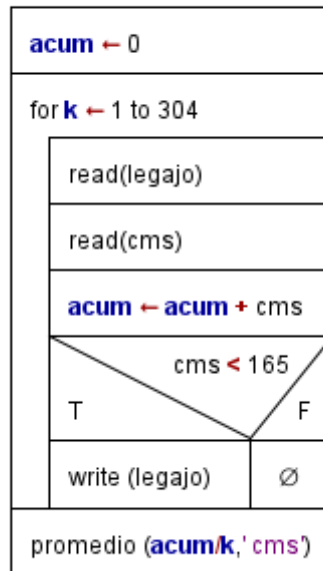 acum ← 0
for k ← 1 to 304
read(legajo)
read(cms)
acum ← acum + cms
cms < 165
T F
write (legajo) ∅
promedio (acum/k,' cms')